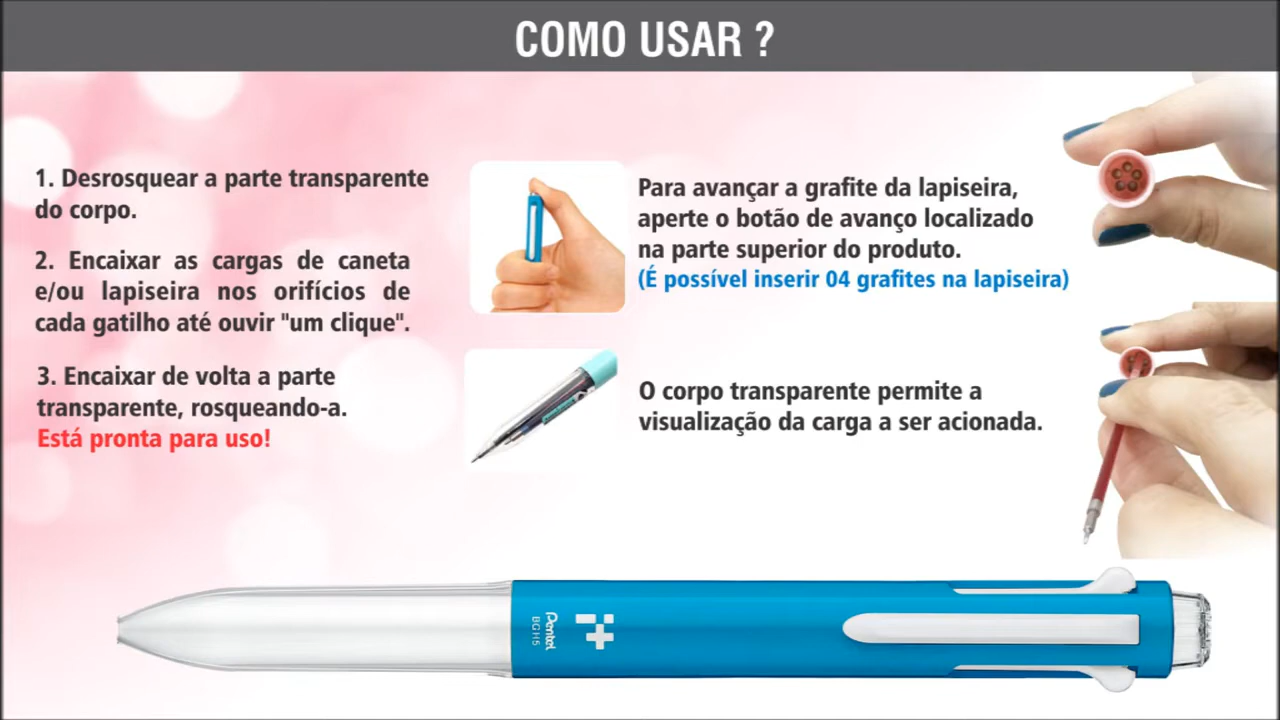 COMO USAR ?
1. Desrosquear a parte transparente
do corpo.
2. Encaixar as cargas de caneta
e/ou lapiseira nos orifícios de
cada gatilho até ouvir "um clique".
3. Encaixar de volta a parte
transparente, rosqueando-a.
Está pronta para uso!
Para avançar a grafite da lapiseira,
aperte o botão de avanço localizado
na parte superior do produto.
(É possível inserir 04 grafites na lapiseira)
O corpo transparente permite a
visualização da carga a ser acionada.
Pentel
BGH5
i+